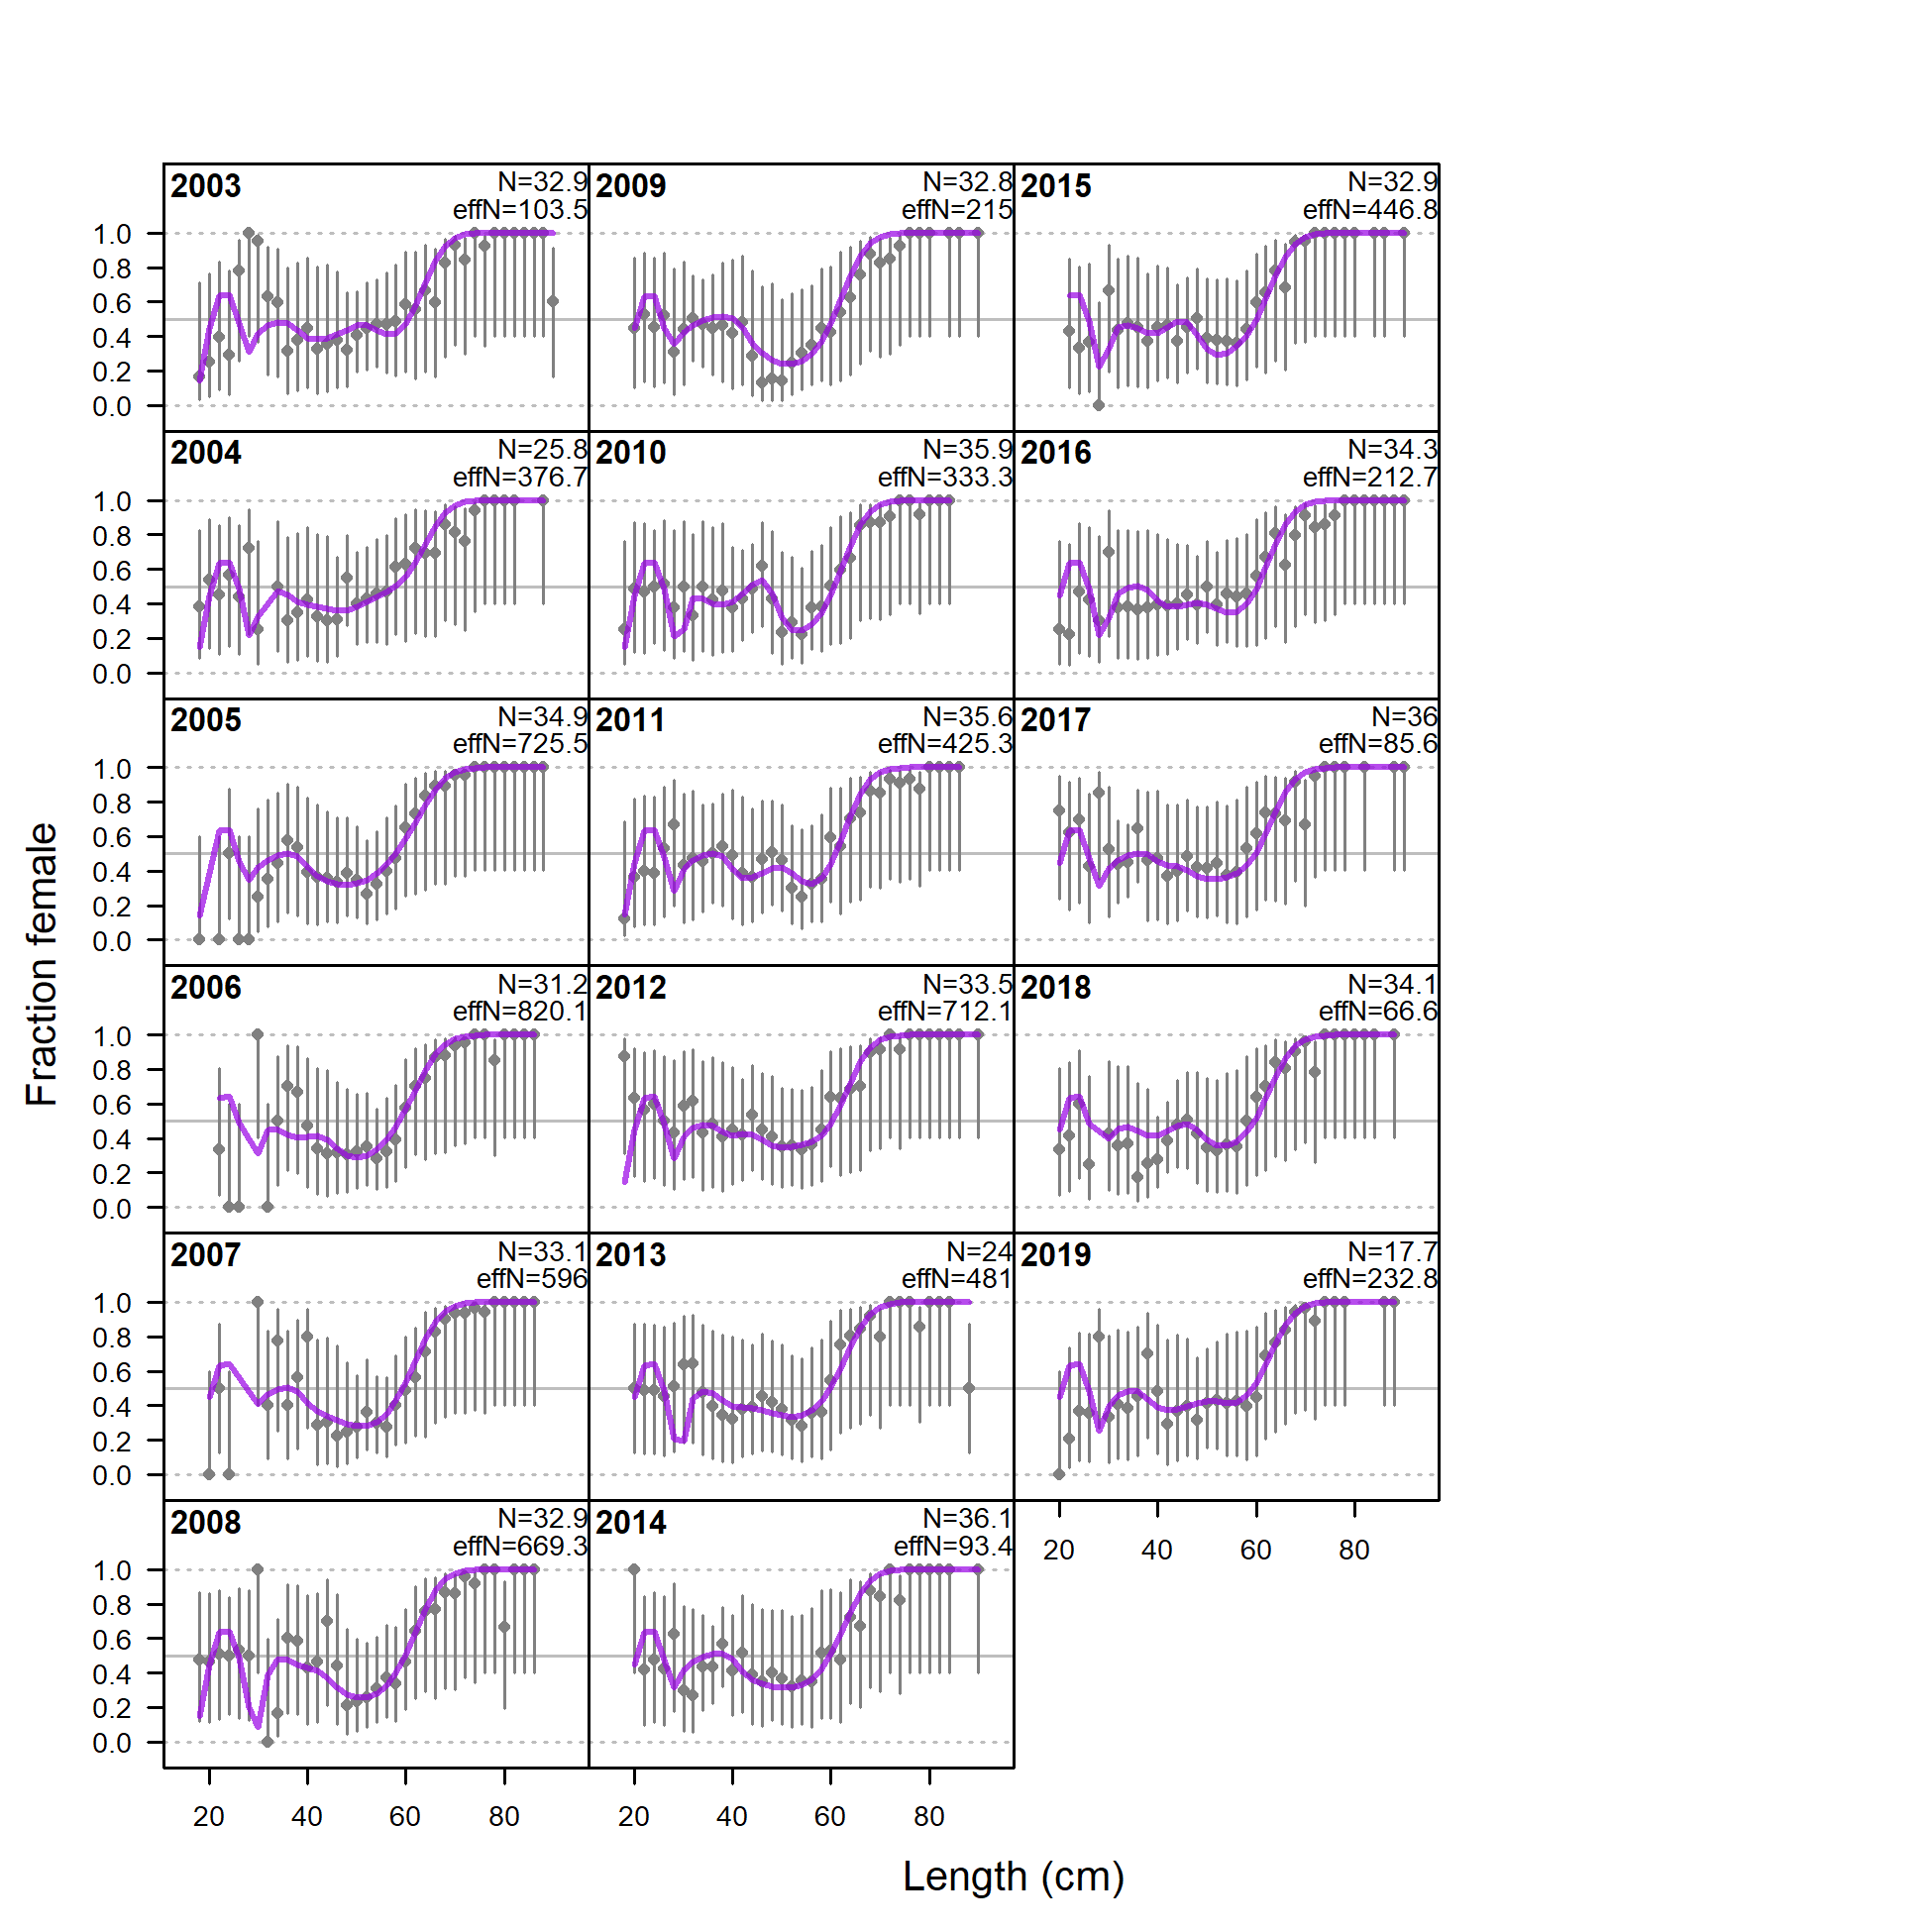 2003
N=32.9
effN=103.5
2009
N=32.8
effN=215
2015
N=32.9
effN=446.8
1.0
0.8
0.6
0.4
0.2
0.0
2004
N=25.8
effN=376.7
2010
N=35.9
effN=333.3
2016
N=34.3
effN=212.7
1.0
0.8
0.6
0.4
0.2
0.0
2005
N=34.9
effN=725.5
2011
N=35.6
effN=425.3
2017
N=36
effN=85.6
1.0
0.8
0.6
0.4
0.2
0.0
Fraction female
2006
N=31.2
effN=820.1
2012
N=33.5
effN=712.1
2018
N=34.1
effN=66.6
1.0
0.8
0.6
0.4
0.2
0.0
2007
N=33.1
effN=596
2013
N=24
effN=481
2019
N=17.7
effN=232.8
1.0
0.8
0.6
0.4
0.2
0.0
2008
N=32.9
effN=669.3
2014
N=36.1
effN=93.4
20 40 60 80
1.0
0.8
0.6
0.4
0.2
0.0
20 40 60 80 20 40 60 80
Length (cm)